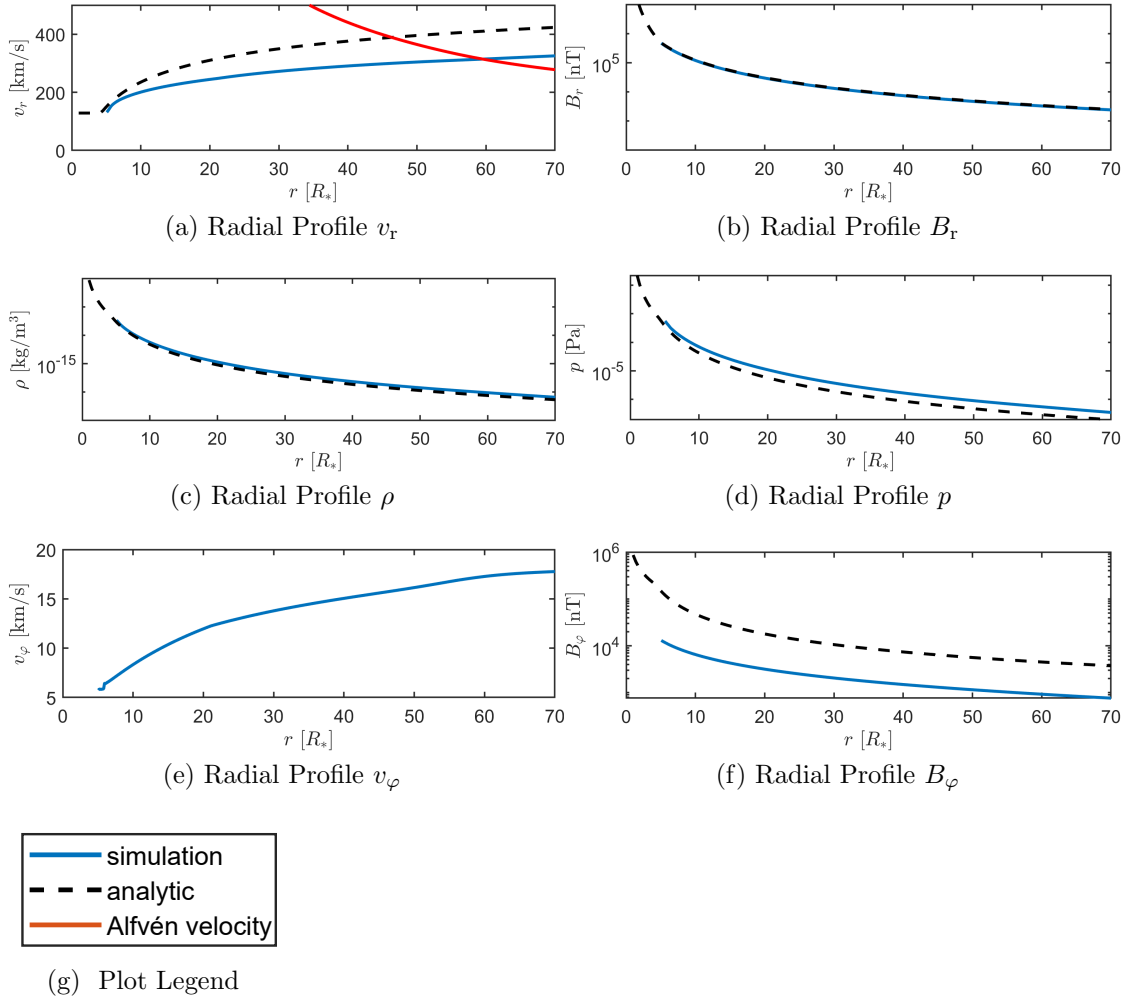 400
200
0
v_r [km/s]
0 10 20 30 40 50 60 70
r [R_*]
(a) Radial Profile v_r
10^5
B_r [nT]
0 10 20 30 40 50 60 70
r [R_*]
(b) Radial Profile B_r
10^-15
ρ [kg/m^3]
0 10 20 30 40 50 60 70
r [R_*]
(c) Radial Profile ρ
10^-5
p [Pa]
0 10 20 30 40 50 60 70
r [R_*]
(d) Radial Profile p
20
15
10
5
v_φ [km/s]
0 10 20 30 40 50 60 70
r [R_*]
(e) Radial Profile v_φ
10^6
10^4
B_φ [nT]
0 10 20 30 40 50 60 70
r [R_*]
(f) Radial Profile B_φ
simulation
analytic
Alfvén velocity
(g) Plot Legend